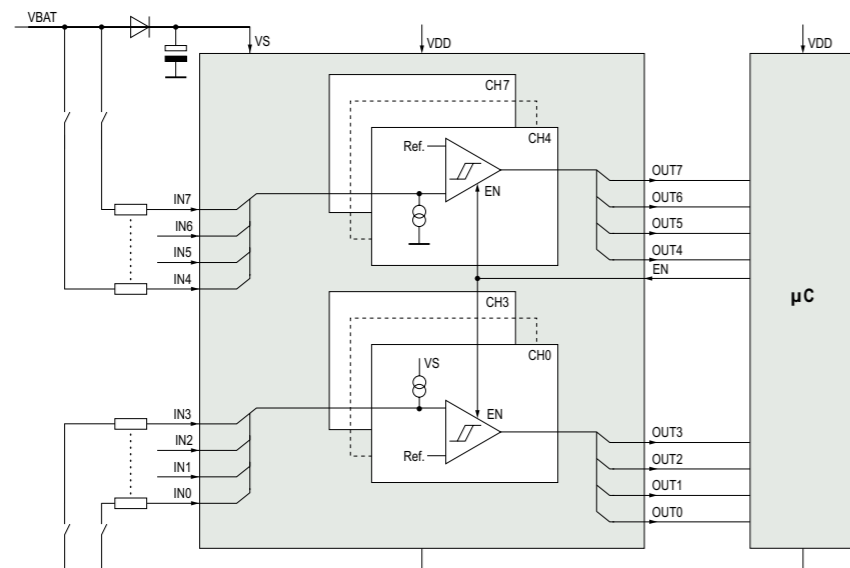 VBAT
VS
VDD
VDD
CH7
CH4
Ref.
EN
IN7
IN6
IN5
IN4
OUT7
OUT6
OUT5
OUT4
EN
µC
CH3
CH0
VS
EN
Ref.
IN3
IN2
IN1
IN0
OUT3
OUT2
OUT1
OUT0